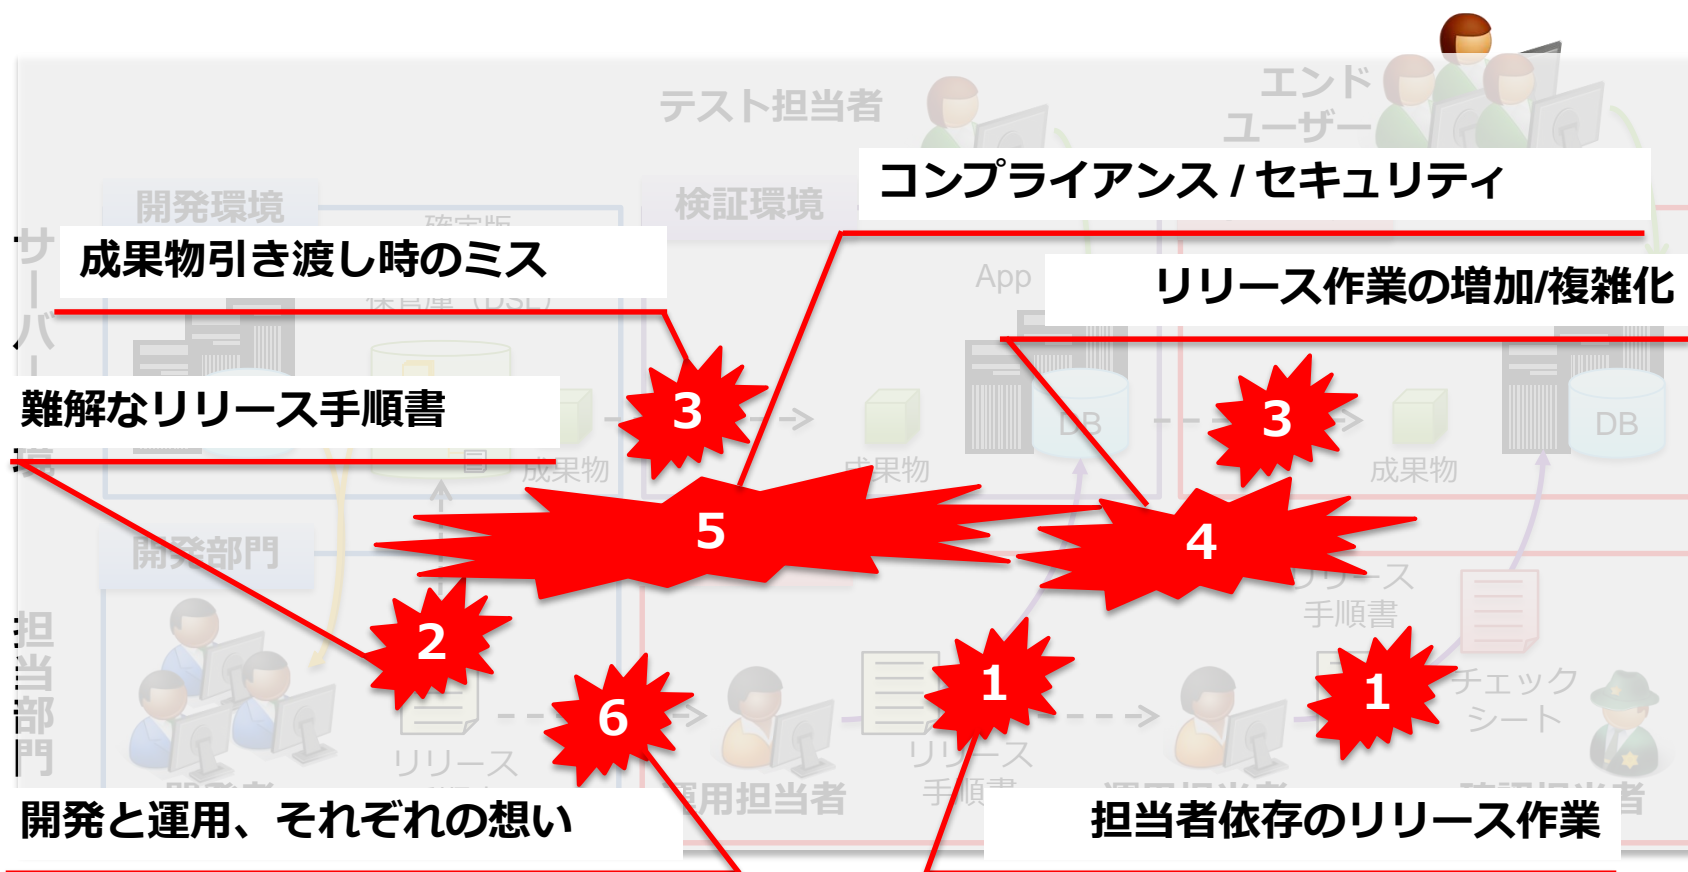 エンド
ユーザー
テスト担当者
コンプライアンス / セキュリティ
開発環境
検証環境
成果物引き渡し時のミス
App
リリース作業の増加/複雑化
難解なリリース手順書
3
3
DB
DB
成果物
成果物
成果物
5
4
開発部門
リリース
手順書
担当部門
2
1
1
6
チェック
シート
リリース
リリース
手順書
開発と運用、それぞれの想い
運用担当者
担当者依存のリリース作業